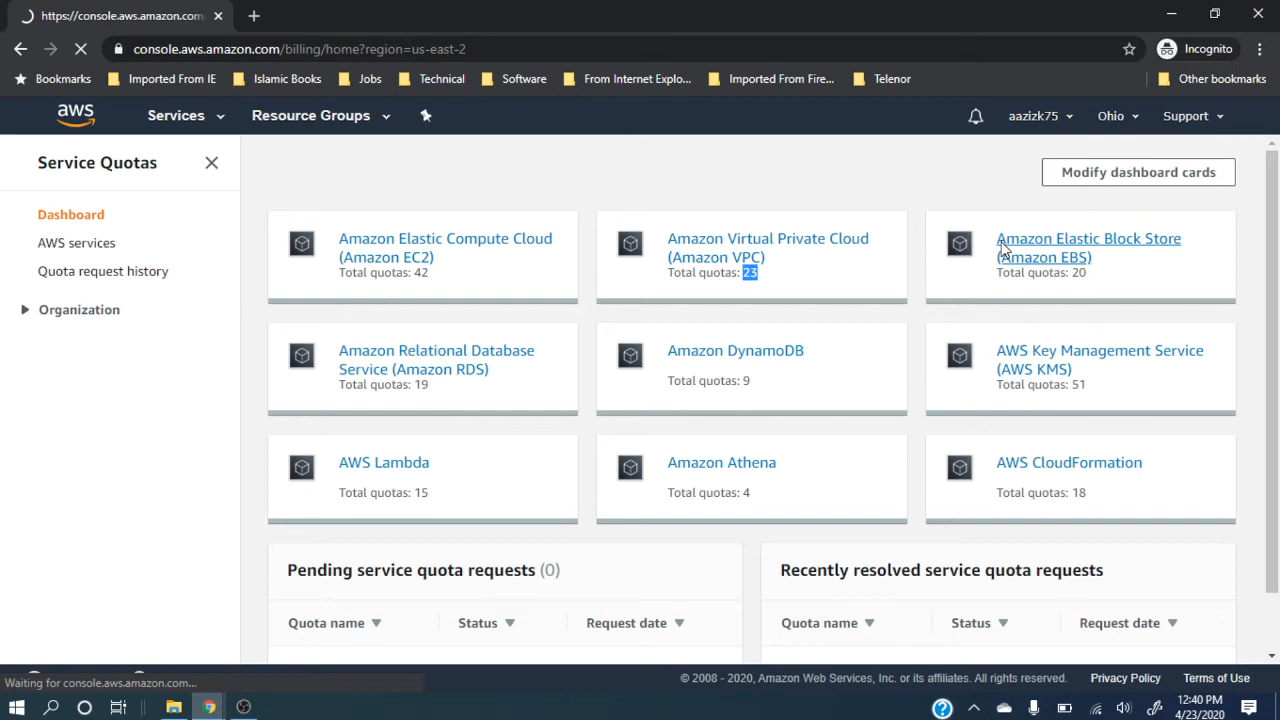 https://console.aws.amazon.com/
console.aws.amazon.com/billing/home?region=us-east-2
Incognito
Bookmarks
Imported From IE
Islamic Books
Jobs
Technical
Software
From Internet Explo...
Imported From Fire...
Telenor
Other bookmarks
aws
Services
Resource Groups
aazizk75
Ohio
Support
Service Quotas
Modify dashboard cards
Dashboard
AWS services
Quota request history
Organization
Amazon Elastic Compute Cloud
(Amazon EC2)
Total quotas: 42
Amazon Virtual Private Cloud
(Amazon VPC)
Total quotas: 23
Amazon Elastic Block Store
(Amazon EBS)
Total quotas: 20
Amazon Relational Database
Service (Amazon RDS)
Total quotas: 19
Amazon DynamoDB
Total quotas: 9
AWS Key Management Service
(AWS KMS)
Total quotas: 51
AWS Lambda
Total quotas: 15
Amazon Athena
Total quotas: 4
AWS CloudFormation
Total quotas: 18
Pending service quota requests (0)
Quota name
Status
Request date
Recently resolved service quota requests
Quota name
Status
Request date
© 2008 - 2020, Amazon Web Services, Inc. or its affiliates. All rights reserved.
Privacy Policy
Terms of Use
Waiting for console.aws.amazon.com...
12:40 PM
4/23/2020